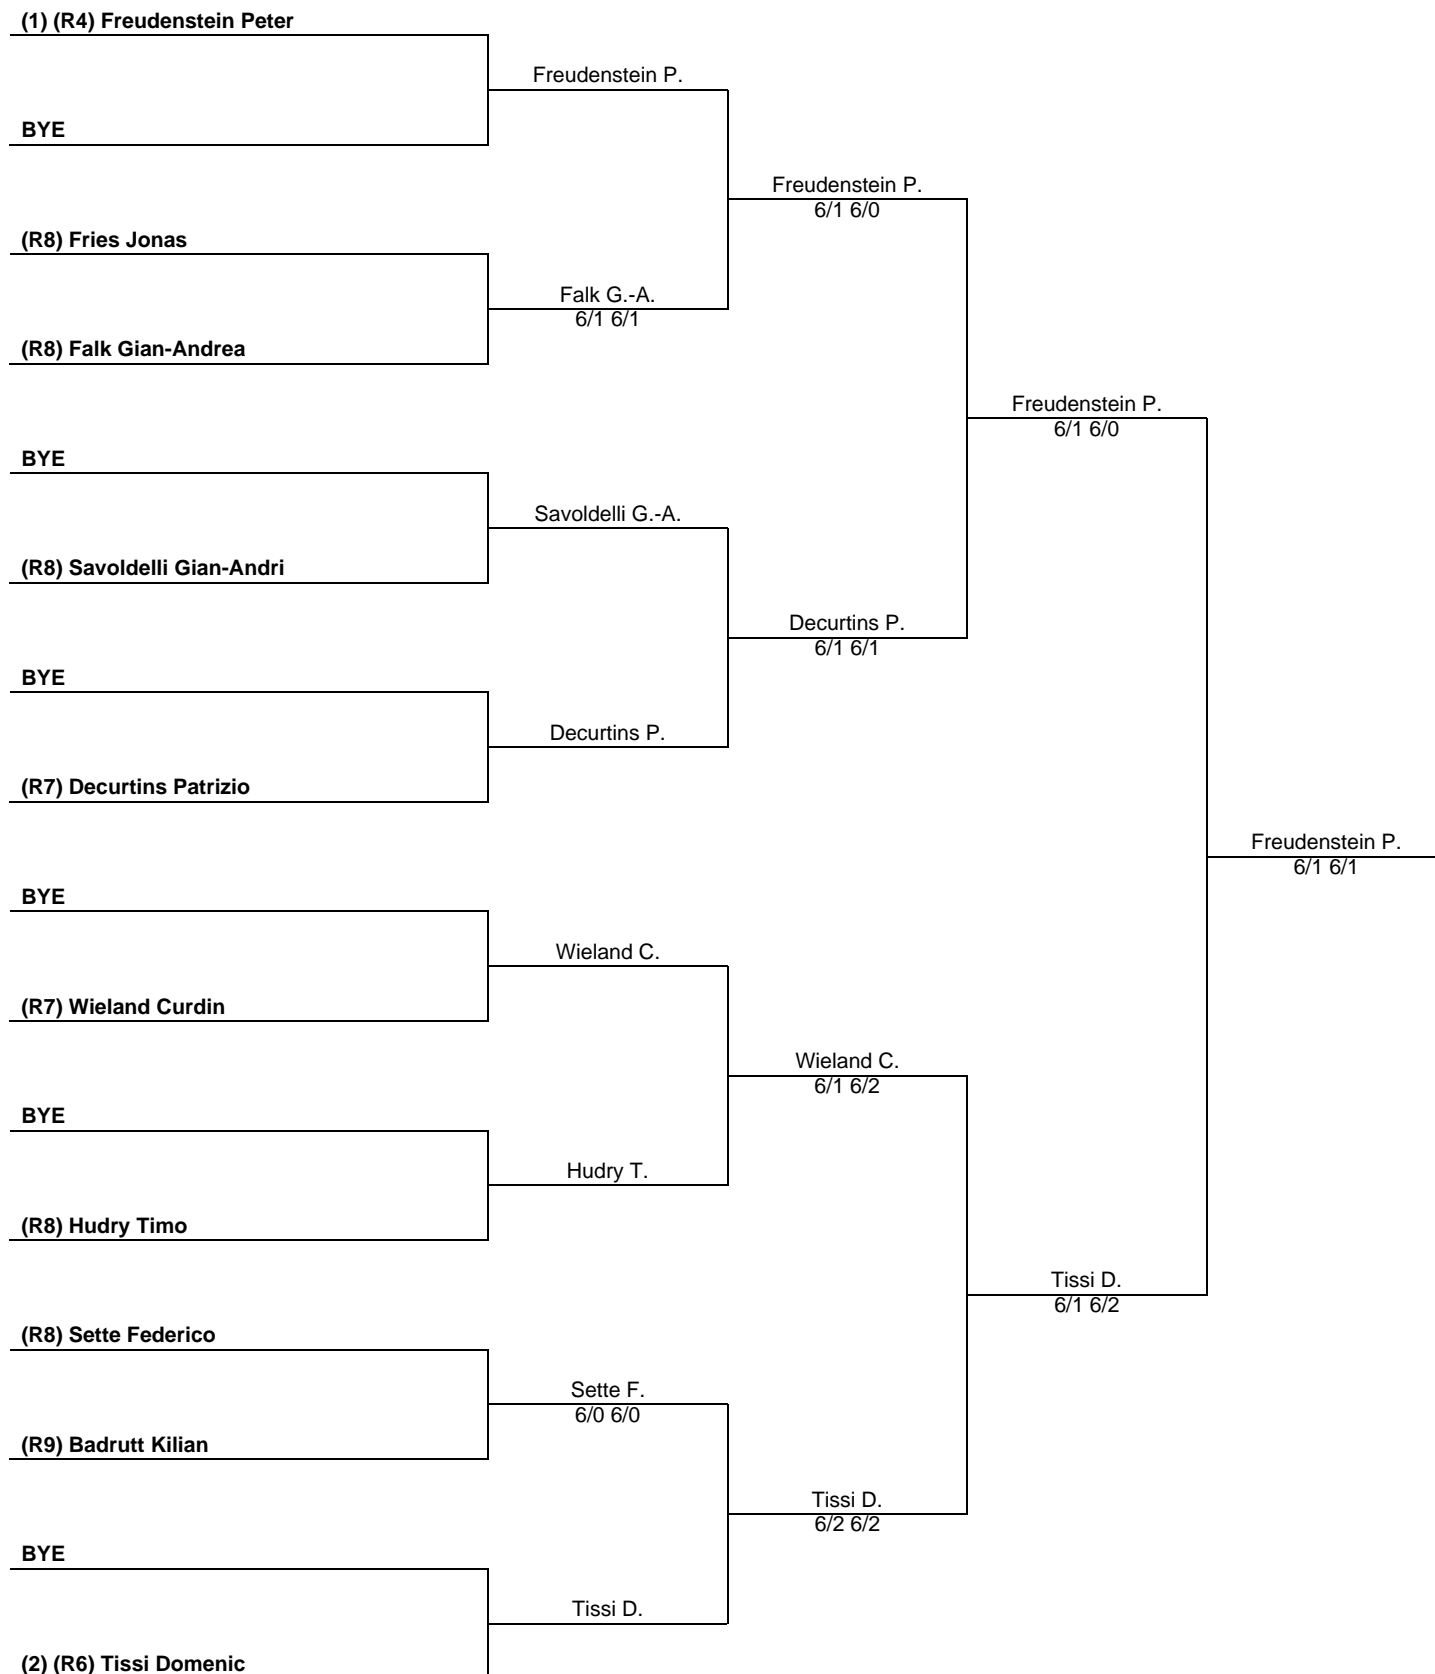 (1) (R4) Freudenstein Peter
Freudenstein P.
BYE
Freudenstein P.
6/1 6/0
(R8) Fries Jonas
Falk G.-A.
6/1 6/1
(R8) Falk Gian-Andrea
Freudenstein P.
6/1 6/0
BYE
Savoldelli G.-A.
(R8) Savoldelli Gian-Andri
Decurtins P.
6/1 6/1
BYE
Decurtins P.
(R7) Decurtins Patrizio
Freudenstein P.
6/1 6/1
BYE
Wieland C.
(R7) Wieland Curdin
Wieland C.
6/1 6/2
BYE
Hudry T.
(R8) Hudry Timo
Tissi D.
6/1 6/2
(R8) Sette Federico
Sette F.
6/0 6/0
(R9) Badrutt Kilian
Tissi D.
6/2 6/2
BYE
Tissi D.
(2) (R6) Tissi Domenic